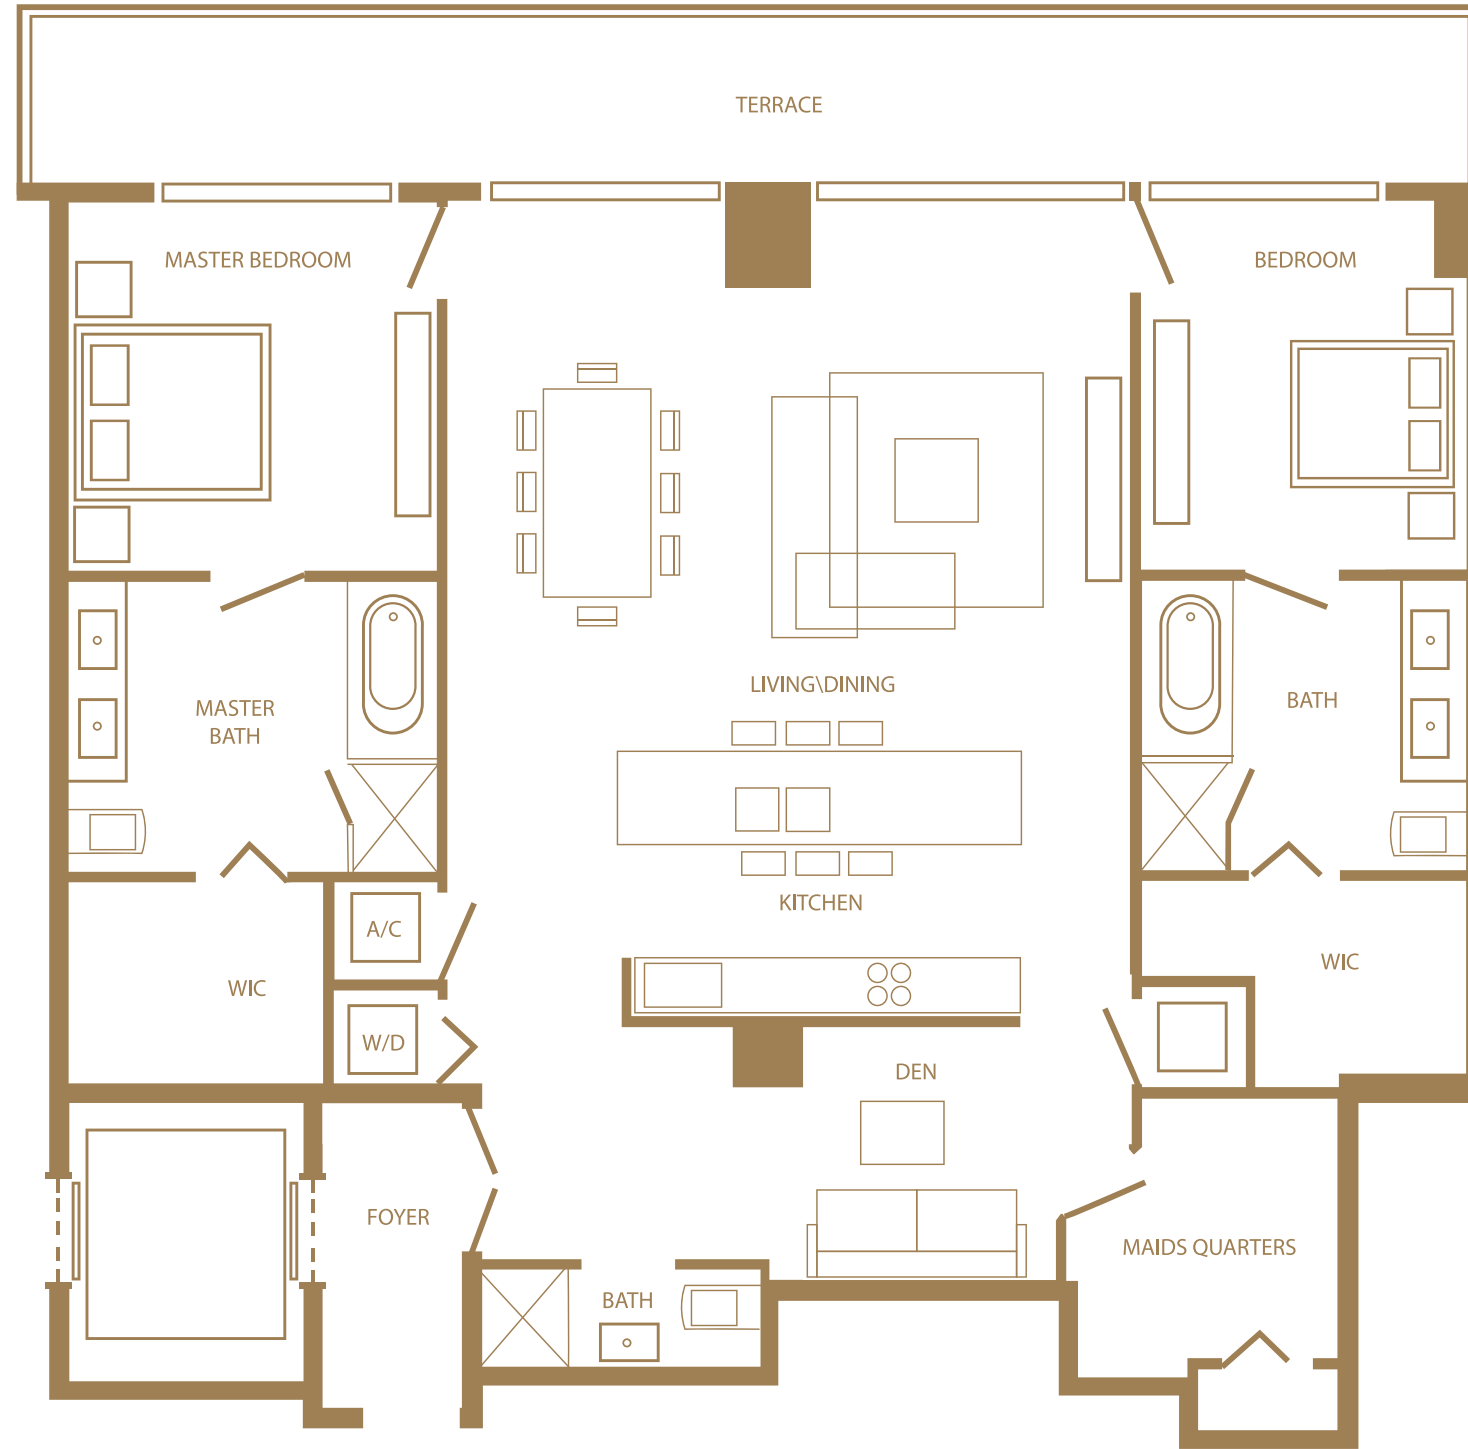 TERRACE
MASTER BEDROOM
BEDROOM
LIVING\DINING
MASTER
BATH
BATH
KITCHEN
A/C
WIC
WIC
W/D
DEN
FOYER
MAIDS QUARTERS
BATH